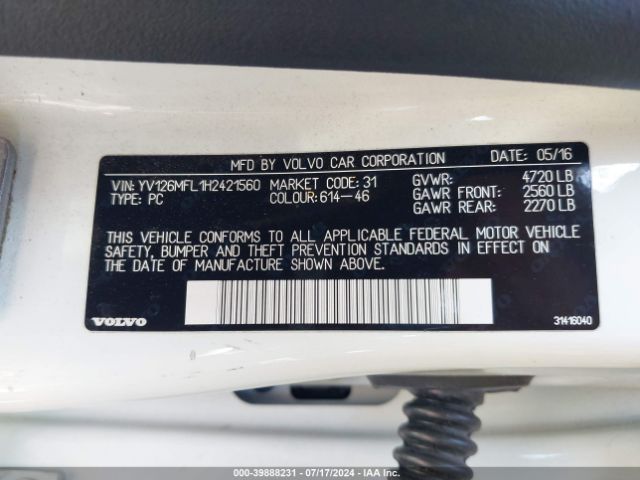 MFD BY VOLVO CAR CORPORATION DATE: 05/16
VIN: YV126MFL1H2421560 MARKET CODE: 31 GVWR: 4720 LB
TYPE: PC COLOUR: 614-46 GAWR FRONT: 2560 LB
GAWR REAR: 2270 LB
THIS VEHICLE CONFORMS TO ALL APPLICABLE FEDERAL MOTOR VEHICLE
SAFETY, BUMPER AND THEFT PREVENTION STANDARDS IN EFFECT ON
THE DATE OF MANUFACTURE SHOWN ABOVE.
VOLVO 31416040
000-39888231 - 07/17/2024 - IAA Inc.